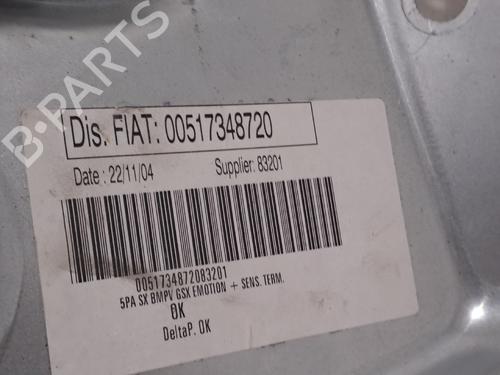 B-PARTS
Dis. FIAT: 00517348720
Date : 22/11/04 Supplier: 83201
0051734872083201
5PA SX BMPV GSX EMOTION + SENS. TERM.
OK
DeltaP. OK